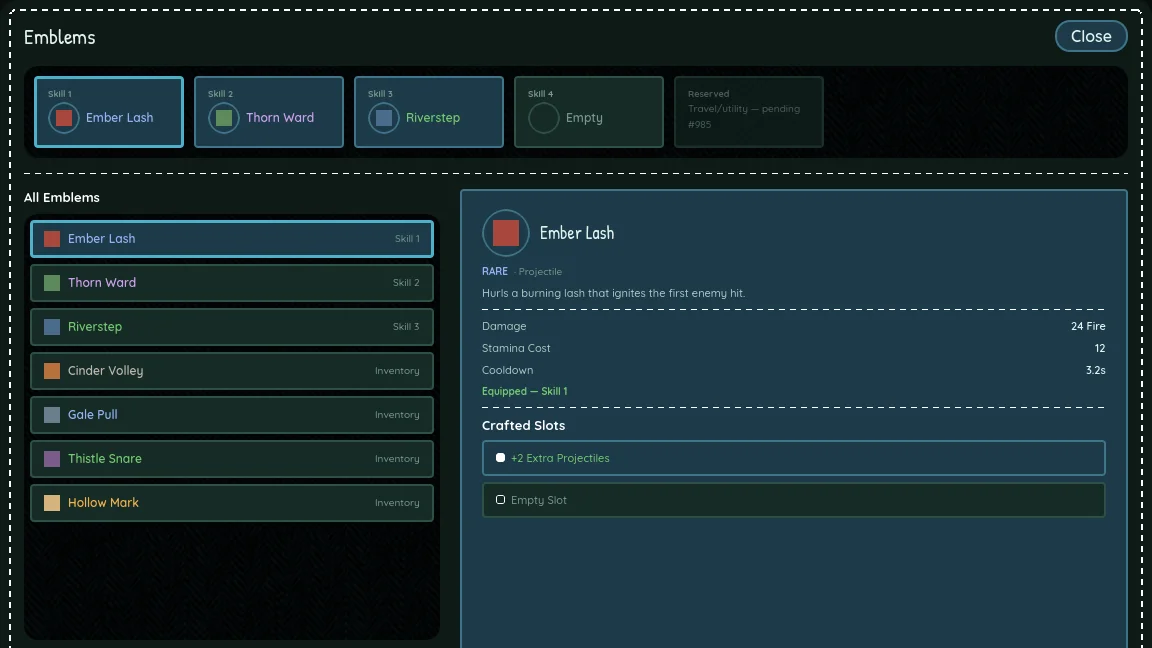 Emblems
Close
Skill 1
Ember Lash
Skill 2
Thorn Ward
Skill 3
Riverstep
Skill 4
Empty
Reserved
Travel/utility — pending
#985
All Emblems
Ember Lash Skill 1
Thorn Ward Skill 2
Riverstep Skill 3
Cinder Volley Inventory
Gale Pull Inventory
Thistle Snare Inventory
Hollow Mark Inventory
Ember Lash
RARE · Projectile
Hurls a burning lash that ignites the first enemy hit.
Damage 24 Fire
Stamina Cost 12
Cooldown 3.2s
Equipped — Skill 1
Crafted Slots
+2 Extra Projectiles
Empty Slot